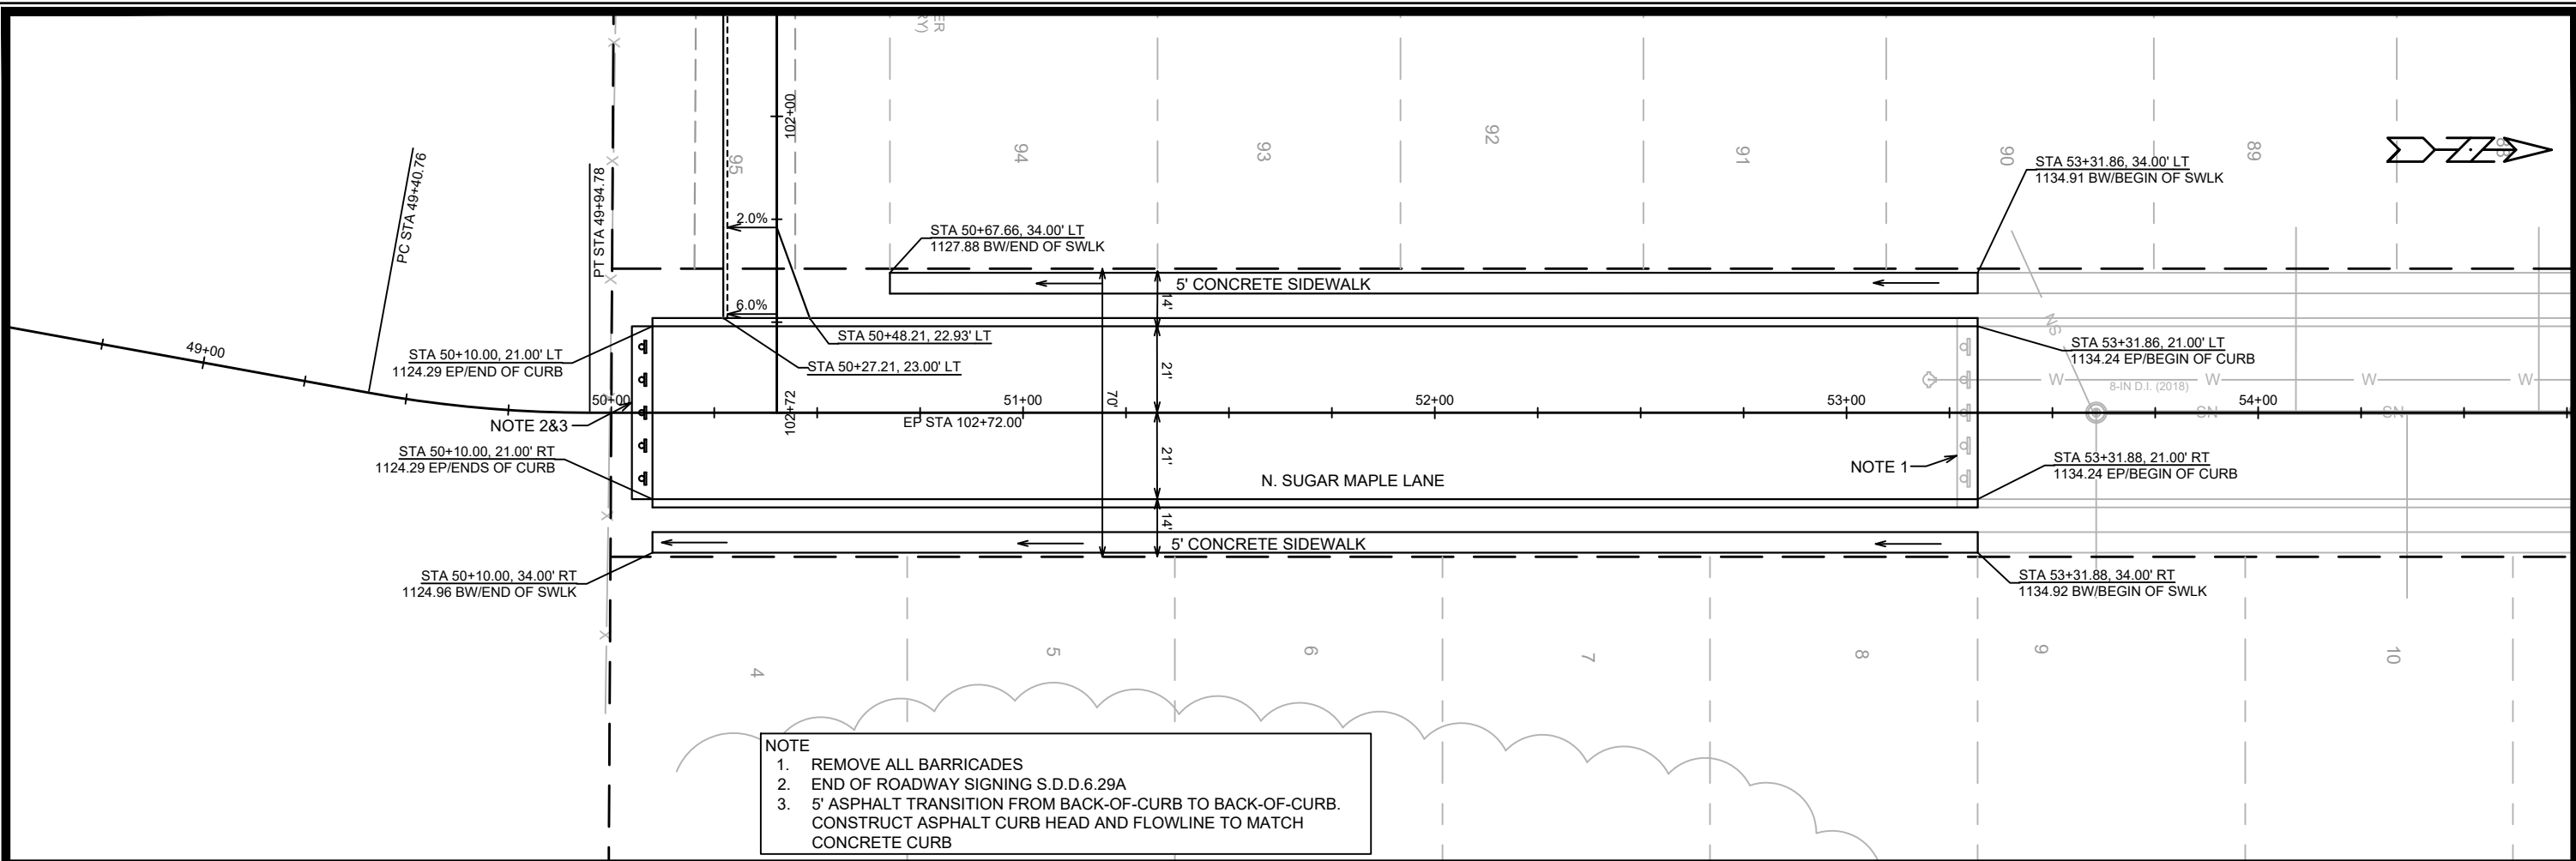 ER
RY)
102+00
PC STA 49+40.76
PT STA 49+94.78
95
94
93
92
91
90
89
STA 53+31.86, 34.00' LT
1134.91 BW/BEGIN OF SWLK
2.0%
STA 50+67.66, 34.00' LT
1127.88 BW/END OF SWLK
5' CONCRETE SIDEWALK
14'
6.0%
STA 50+48.21, 22.93' LT
STA 50+27.21, 23.00' LT
49+00
STA 50+10.00, 21.00' LT
1124.29 EP/END OF CURB
SN
STA 53+31.86, 21.00' LT
1134.24 EP/BEGIN OF CURB
21'
70'
W
8-IN D.I. (2018)
W
W
W
50+00
51+00
52+00
53+00
54+00
SN
SN
102+72
EP STA 102+72.00
NOTE 2&3
STA 50+10.00, 21.00' RT
1124.29 EP/ENDS OF CURB
21'
N. SUGAR MAPLE LANE
NOTE 1
STA 53+31.88, 21.00' RT
1134.24 EP/BEGIN OF CURB
14'
5' CONCRETE SIDEWALK
STA 50+10.00, 34.00' RT
1124.96 BW/END OF SWLK
STA 53+31.88, 34.00' RT
1134.92 BW/BEGIN OF SWLK
4
5
6
7
8
9
10
X
X
X
X
X
NOTE
1. REMOVE ALL BARRICADES
2. END OF ROADWAY SIGNING S.D.D.6.29A
3. 5' ASPHALT TRANSITION FROM BACK-OF-CURB TO BACK-OF-CURB.
CONSTRUCT ASPHALT CURB HEAD AND FLOWLINE TO MATCH
CONCRETE CURB